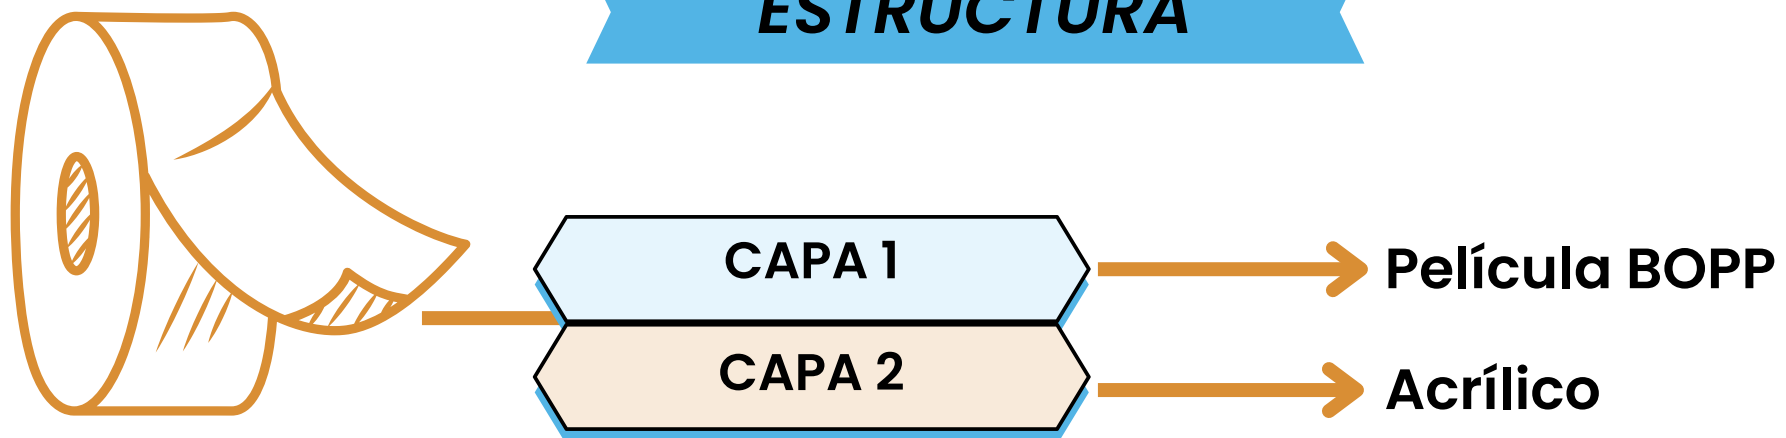 ESTRUCTURA
CAPA 1
Película BOPP
CAPA 2
Acrílico